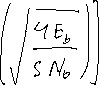 (√(4E_b / 5N_0))]